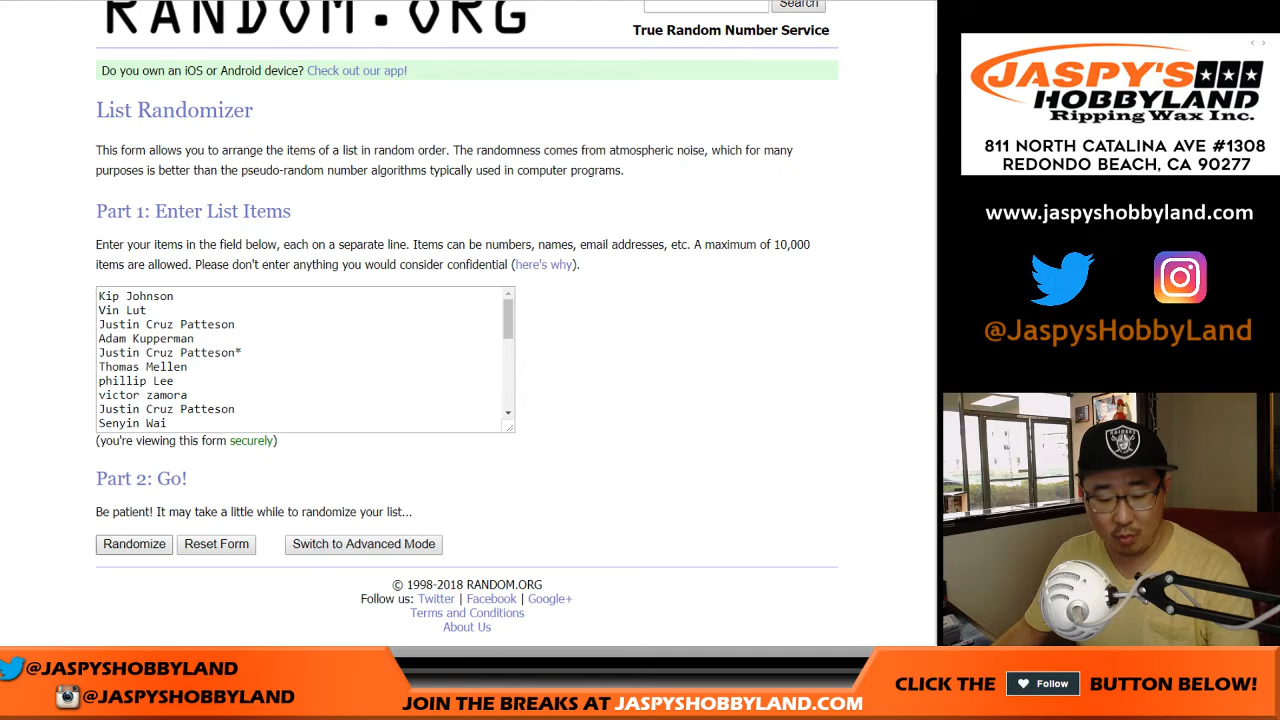 RANDOM.ORG
Search
True Random Number Service
Do you own an iOS or Android device? Check out our app!
List Randomizer
This form allows you to arrange the items of a list in random order. The randomness comes from atmospheric noise, which for many
purposes is better than the pseudo-random number algorithms typically used in computer programs.
Part 1: Enter List Items
Enter your items in the field below, each on a separate line. Items can be numbers, names, email addresses, etc. A maximum of 10,000
items are allowed. Please don't enter anything you would consider confidential (here's why).
Kip Johnson
Vin Lut
Justin Cruz Patteson
Adam Kupperman
Justin Cruz Patteson*
Thomas Mellen
phillip Lee
victor zamora
Justin Cruz Patteson
Senyin Wai
(you're viewing this form securely)
Part 2: Go!
Be patient! It may take a little while to randomize your list...
Randomize Reset Form Switch to Advanced Mode
© 1998-2018 RANDOM.ORG
Follow us: Twitter | Facebook | Google+
Terms and Conditions
About Us
JASPY'S
HOBBYLAND
Ripping Wax Inc.
811 NORTH CATALINA AVE #1308
REDONDO BEACH, CA 90277
www.jaspyshobbyland.com
@JaspysHobbyLand
RAIDERS
@JASPYSHOBBYLAND
@JASPYSHOBBYLAND
JOIN THE BREAKS AT JASPYSHOBBYLAND.COM
CLICK THE Follow BUTTON BELOW!